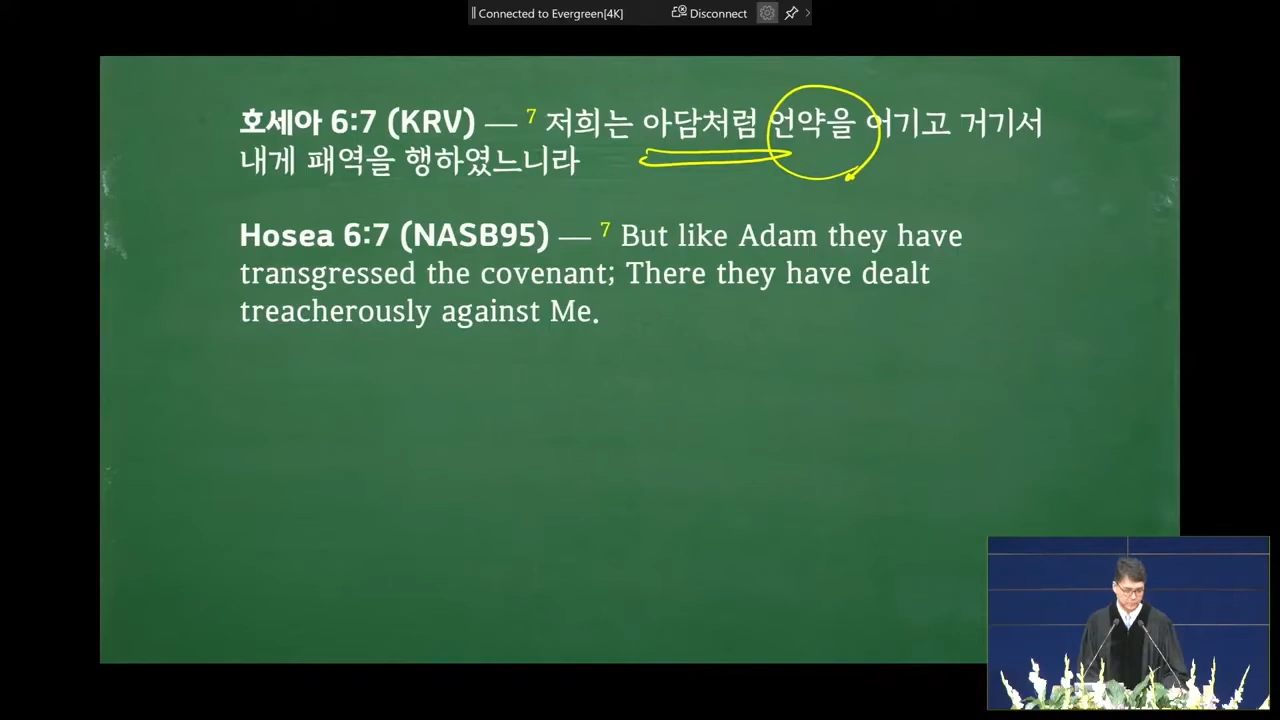 Connected to Evergreen[4K] Disconnect
호세아 6:7 (KRV) — 7 저희는 아담처럼 언약을 어기고 거기서
내게 패역을 행하였느니라
Hosea 6:7 (NASB95) — 7 But like Adam they have
transgressed the covenant; There they have dealt
treacherously against Me.